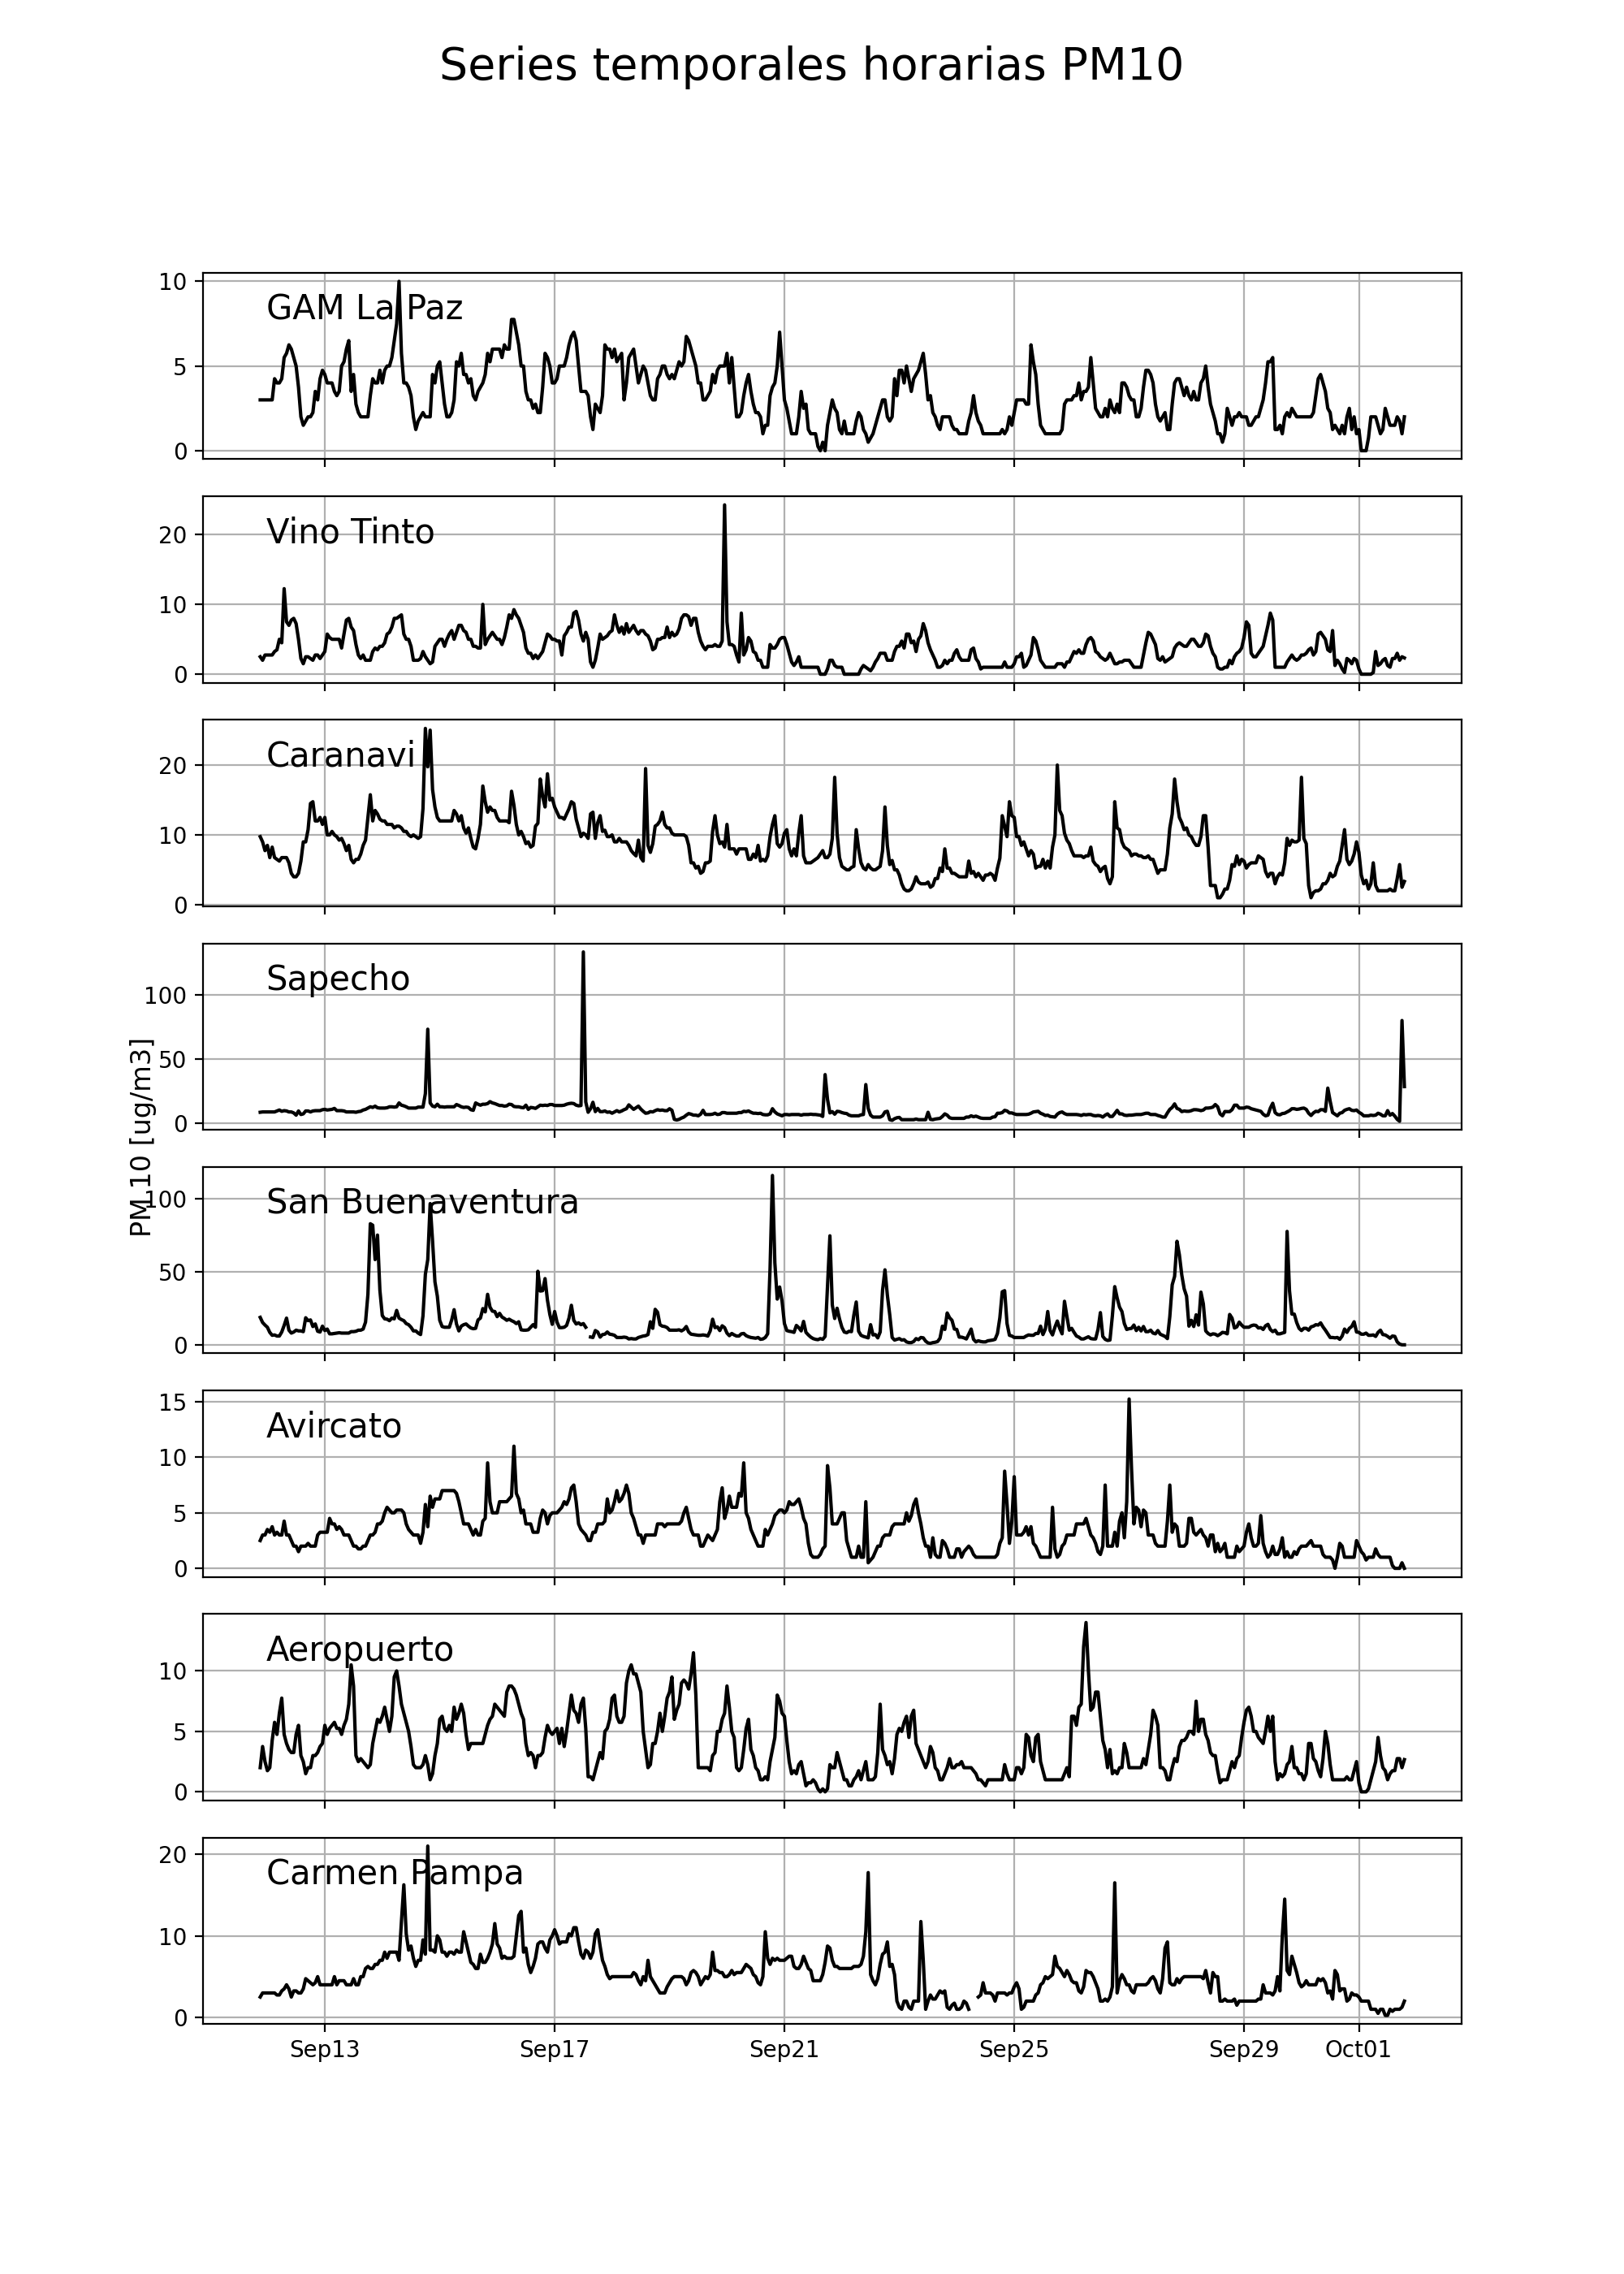 Series temporales horarias PM10
10
GAM La Paz
5
0
20
Vino Tinto
10
0
20
Caranavi
10
0
Sapecho
100
50
0
PM 10 [ug/m3]
100
San Buenaventura
50
0
15
Avircato
10
5
0
Aeropuerto
10
5
0
20
Carmen Pampa
10
0
Sep13 Sep17 Sep21 Sep25 Sep29 Oct01